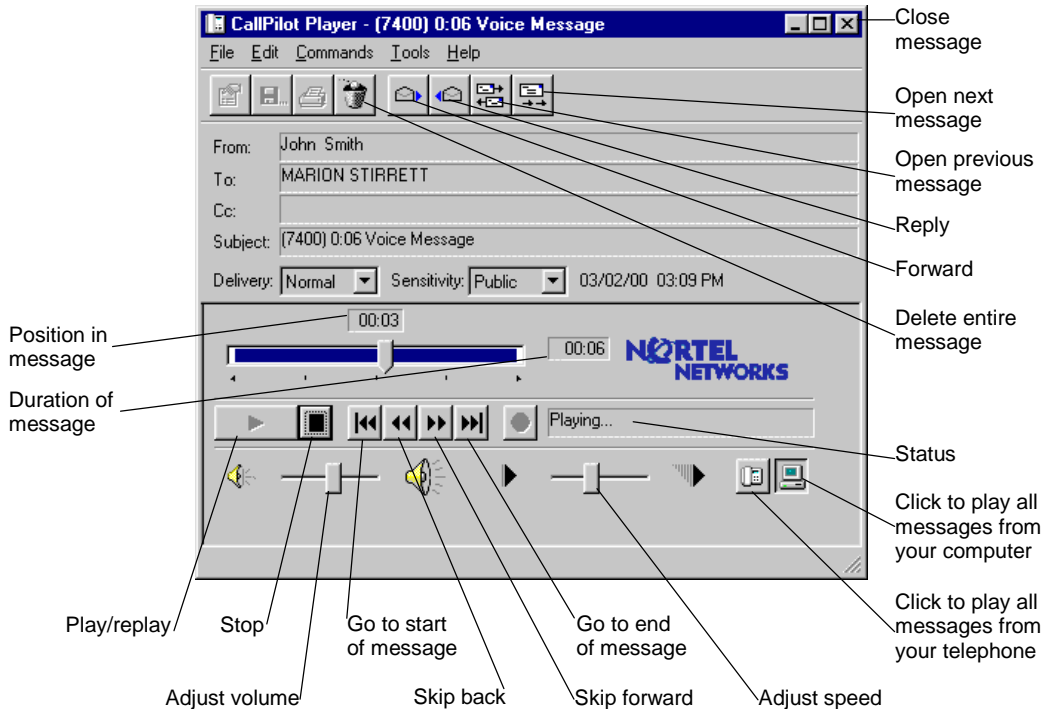 CallPilot Player - (7400) 0:06 Voice Message
Close
message
File Edit Commands Tools Help
Open next
message
Open previous
message
From: John Smith
To: MARION STIRRETT
Cc:
Subject: (7400) 0:06 Voice Message
Reply
Forward
Delivery: Normal Sensitivity: Public 03/02/00 03:09 PM
Delete entire
message
Position in
message
00:03
00:06
NORTEL
NETWORKS
Duration of
message
Playing...
Status
Click to play all
messages from
your computer
Click to play all
messages from
your telephone
Play/replay
Stop
Go to start
of message
Go to end
of message
Adjust volume
Skip back
Skip forward
Adjust speed